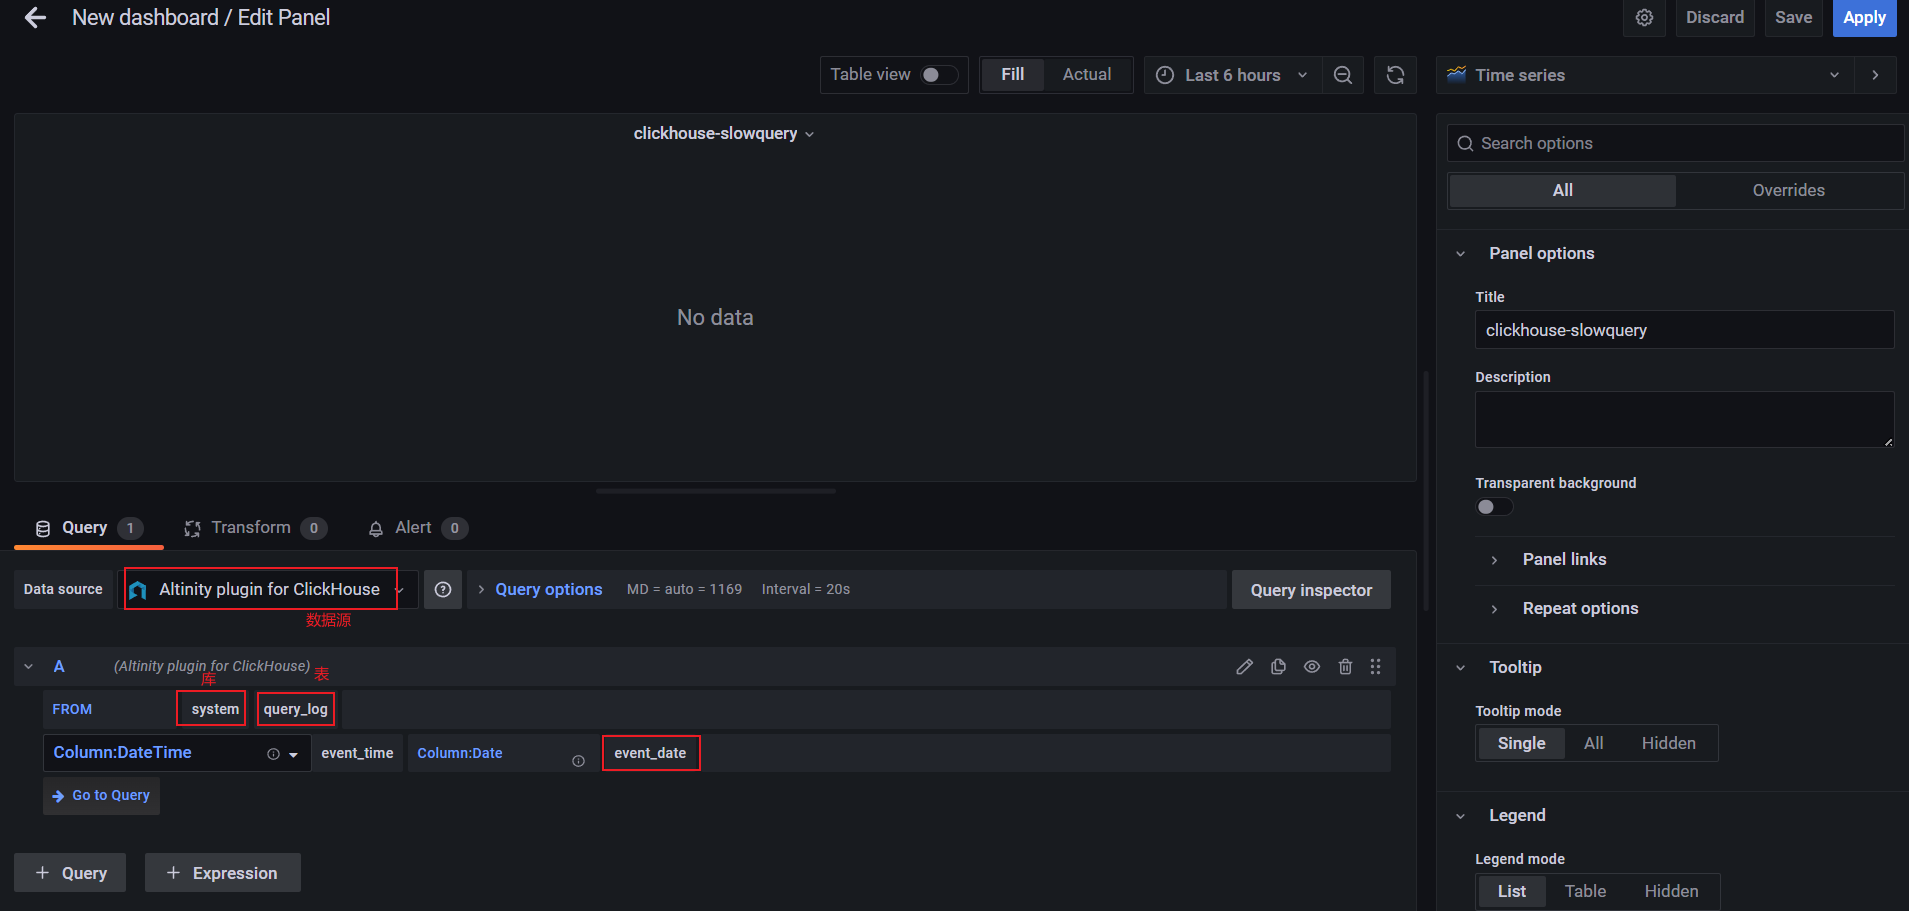 New dashboard / Edit Panel
Discard
Save
Apply
Table view
Fill
Actual
Last 6 hours
Time series
clickhouse-slowquery
No data
Search options
All
Overrides
Panel options
Title
clickhouse-slowquery
Description
Transparent background
Panel links
Repeat options
Tooltip
Tooltip mode
Single
All
Hidden
Legend
Legend mode
List
Table
Hidden
Query 1
Transform 0
Alert 0
Data source
Altinity plugin for ClickHouse
Query options
MD = auto = 1169
Interval = 20s
Query inspector
数据源
A
(Altinity plugin for ClickHouse)
库
表
FROM
system
query_log
Column:DateTime
event_time
Column:Date
event_date
Go to Query
+ Query
+ Expression